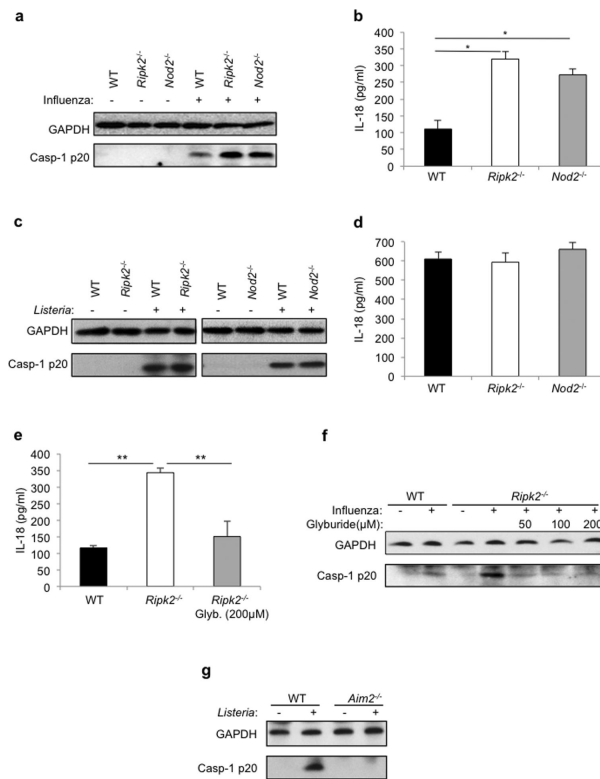 a
WT
Ripk2-/-
Nod2-/-
WT
Ripk2-/-
Nod2-/-
Influenza: - - - + + +
GAPDH
Casp-1 p20
b
IL-18 (pg/ml)
400
350
300
250
200
150
100
50
0
*
*
WT Ripk2-/- Nod2-/-
c
WT
Ripk2-/-
WT
Ripk2-/-
WT
Nod2-/-
WT
Nod2-/-
Listeria: - - + + - - + +
GAPDH
Casp-1 p20
d
IL-18 (pg/ml)
700
600
500
400
300
200
100
0
WT Ripk2-/- Nod2-/-
e
IL-18 (pg/ml)
400
350
300
250
200
150
100
50
0
** **
WT Ripk2-/- Ripk2-/-
Glyb. (200µM)
f
WT Ripk2-/-
Influenza: - + - + + + +
Glyburide(µM): - - - - 50 100 200
GAPDH
Casp-1 p20
g
WT Aim2-/-
Listeria: - + - +
GAPDH
Casp-1 p20